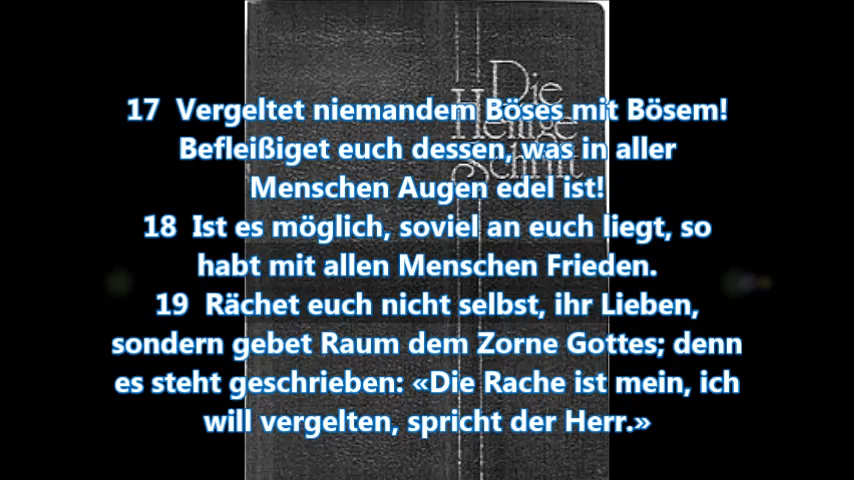 Die
Heilige
Schrift
17 Vergeltet niemandem Böses mit Bösem!
Befleißiget euch dessen, was in aller
Menschen Augen edel ist!
18 Ist es möglich, soviel an euch liegt, so
habt mit allen Menschen Frieden.
19 Rächet euch nicht selbst, ihr Lieben,
sondern gebet Raum dem Zorne Gottes; denn
es steht geschrieben: «Die Rache ist mein, ich
will vergelten, spricht der Herr.»